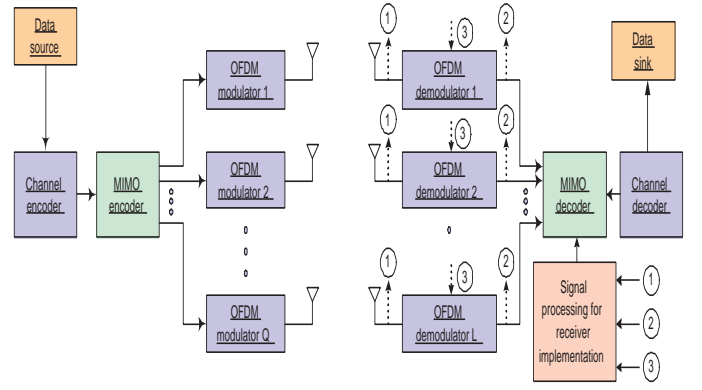 Data
source
Channel
encoder
MIMO
encoder
OFDM
modulator 1
OFDM
modulator 2
OFDM
modulator Q
1
3
2
OFDM
demodulator 1
1
3
2
OFDM
demodulator 2
1
3
2
OFDM
demodulator L
Data
sink
MIMO
decoder
Channel
decoder
Signal
processing for
receiver
implementation
1
2
3